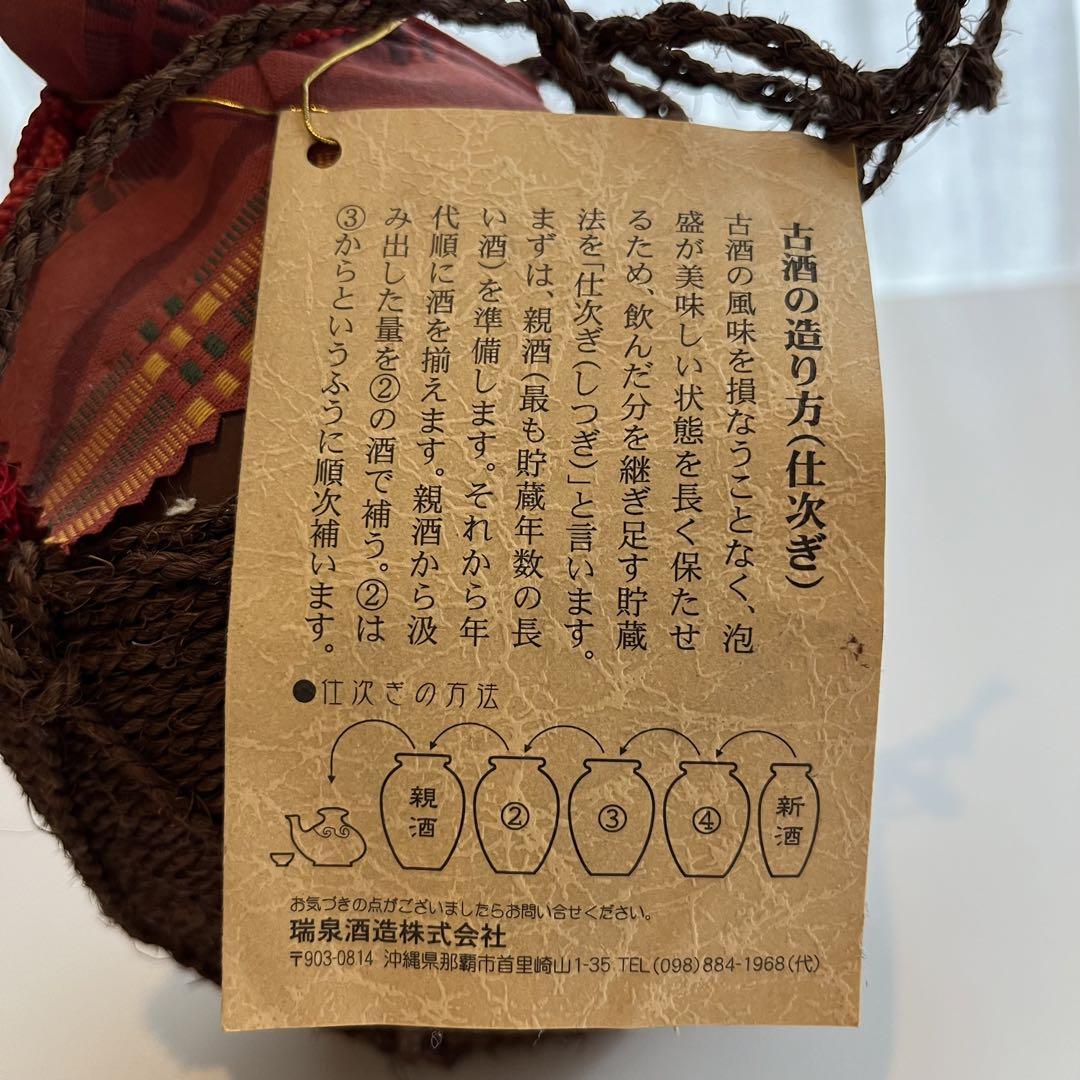 古酒の造り方(仕次ぎ)
古酒の風味を損なうことなく、泡
盛が美味しい状態を長く保たせ
るため、飲んだ分を継ぎ足す貯蔵
法を「仕次ぎ(しつぎ)」と言います。
まずは、親酒(最も貯蔵年数の長
い酒)を準備します。それから年
代順に酒を揃えます。親酒から汲
み出した量を②の酒で補う。②は
③からというふうに順次補います。
●仕次ぎの方法
親酒
②
③
④
新酒
お気づきの点がございましたらお問い合せください。
瑞泉酒造株式会社
〒903-0814 沖縄県那覇市首里崎山1-35 TEL(098)884-1968(代)